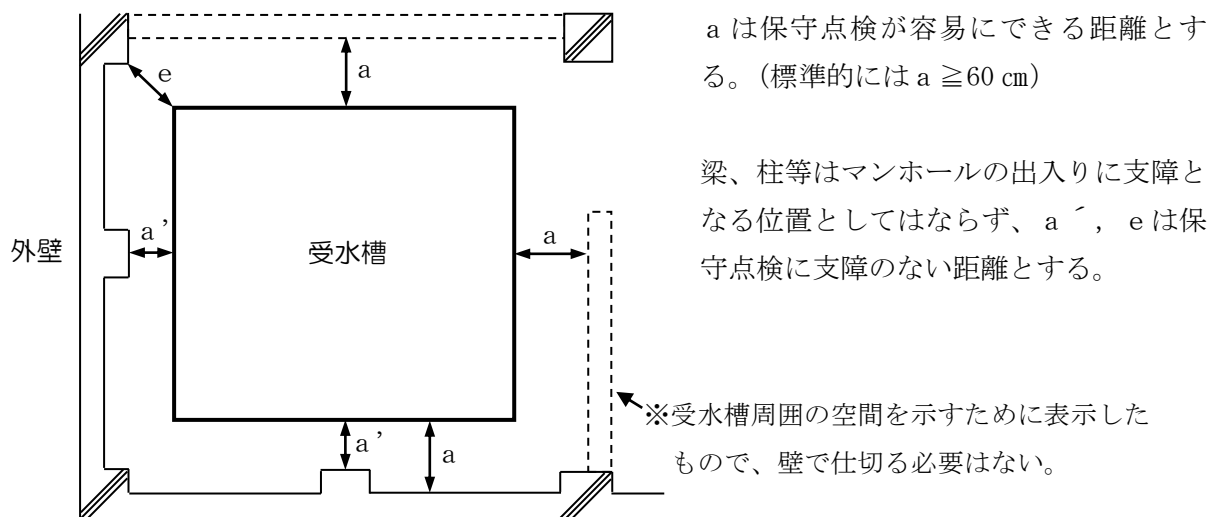 aは保守点検が容易にできる距離とす
る。(標準的にはa≧60㎝)
梁、柱等はマンホールの出入りに支障と
なる位置としてはならず、a´,eは保
守点検に支障のない距離とする。
e
a
外壁
a’
受水槽
a
※受水槽周囲の空間を示すために表示した
もので、壁で仕切る必要はない。
a’
a